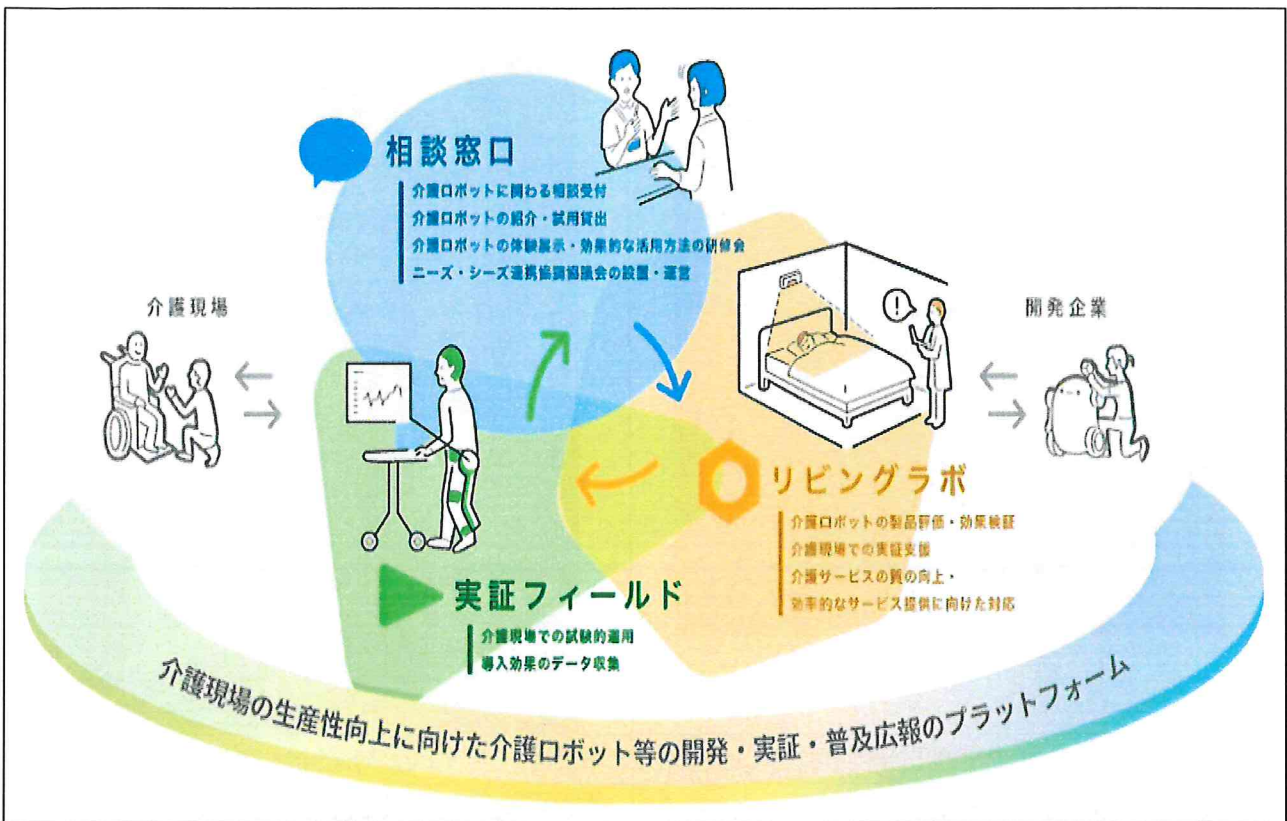 相談窓口
介護ロボットに関わる相談受付
介護ロボットの紹介・試用貸出
介護ロボットの体験展示・効果的な活用方法の研修会
ニーズ・シーズ連携協調協議会の設置・運営
介護現場
開発企業
!
リビングラボ
介護ロボットの製品評価・効果検証
介護現場での実証支援
介護サービスの質の向上・
効率的なサービス提供に向けた対応
実証フィールド
介護現場での試験的運用
導入効果のデータ収集
介護現場の生産性向上に向けた介護ロボット等の開発・実証・普及広報のプラットフォーム